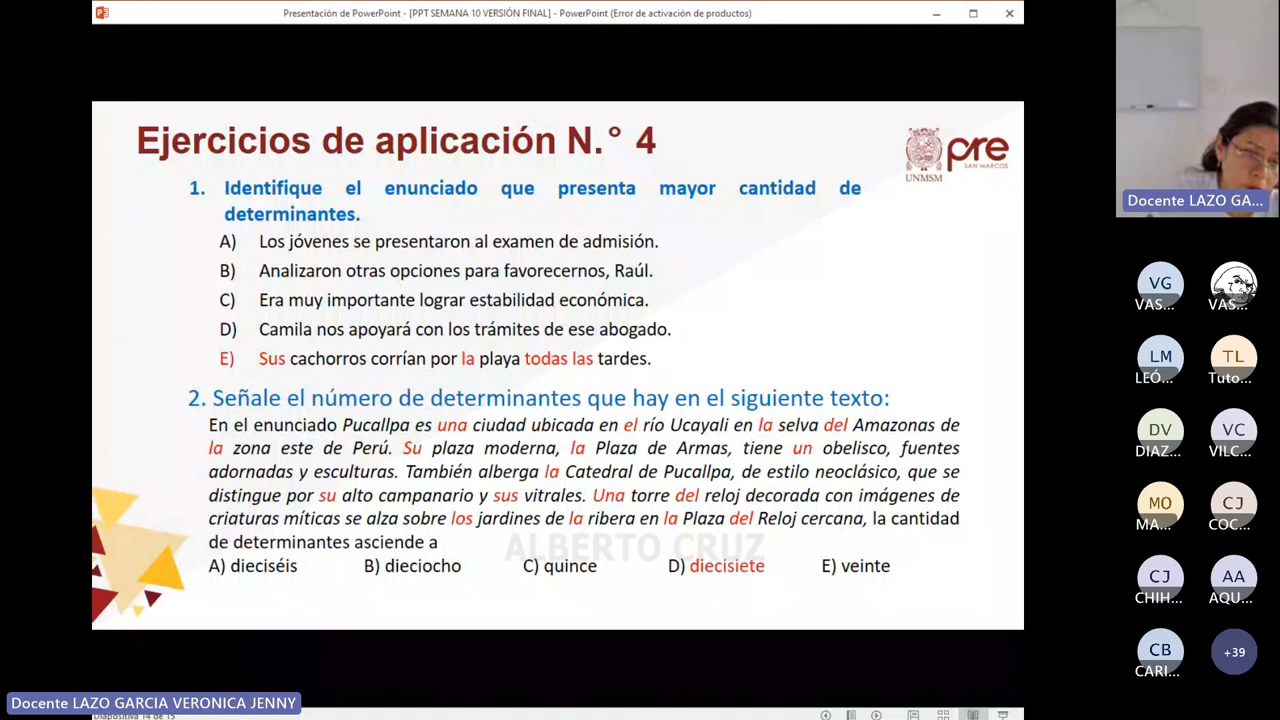 Presentación de PowerPoint - [PPT SEMANA 10 VERSIÓN FINAL] - PowerPoint (Error de activación de productos)
Ejercicios de aplicación N.° 4
UNMSM
pre
SAN MARCOS
1. Identifique el enunciado que presenta mayor cantidad de
determinantes.
A) Los jóvenes se presentaron al examen de admisión.
B) Analizaron otras opciones para favorecernos, Raúl.
C) Era muy importante lograr estabilidad económica.
D) Camila nos apoyará con los trámites de ese abogado.
E) Sus cachorros corrían por la playa todas las tardes.
2. Señale el número de determinantes que hay en el siguiente texto:
En el enunciado Pucallpa es una ciudad ubicada en el río Ucayali en la selva del Amazonas de
la zona este de Perú. Su plaza moderna, la Plaza de Armas, tiene un obelisco, fuentes
adornadas y esculturas. También alberga la Catedral de Pucallpa, de estilo neoclásico, que se
distingue por su alto campanario y sus vitrales. Una torre del reloj decorada con imágenes de
criaturas míticas se alza sobre los jardines de la ribera en la Plaza del Reloj cercana, la cantidad
de determinantes asciende a
ALBERTO CRUZ
A) dieciséis B) dieciocho C) quince D) diecisiete E) veinte
Docente LAZO GA...
VG
VAS...
VAS...
LM
LEÓ...
TL
Tuto...
DV
DIAZ...
VC
VILC...
MO
MA...
CJ
COC...
CJ
CHIH...
AA
AQU...
CB
CARI...
+39
Docente LAZO GARCIA VERONICA JENNY
Diapositiva 14 de 15